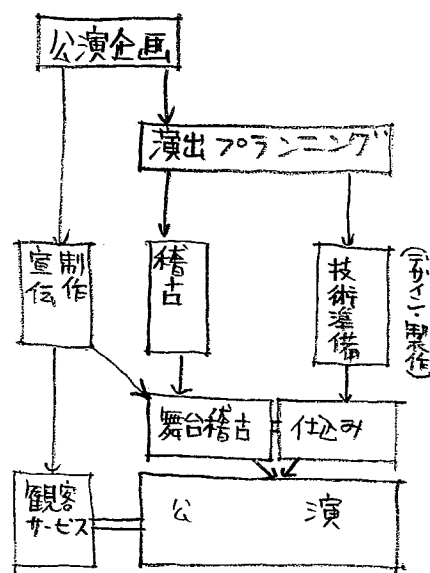 公演企画
演出プランニング
制作
宣伝
稽古
技術準備
(デザイン・製作)
舞台稽古
仕込み
観客
サービス
公演